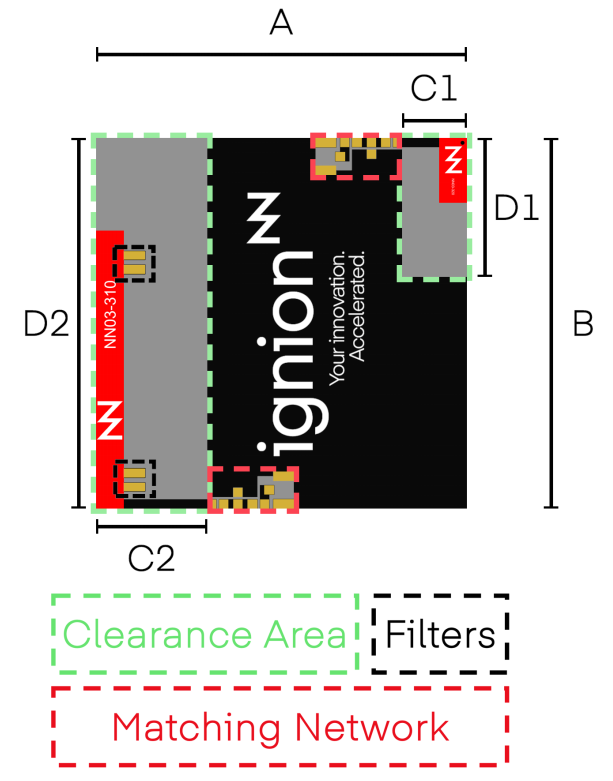 A
C1
D1
B
D2
C2
NN03-310
ignion
Your innovation.
Accelerated.
Clearance Area
Filters
Matching Network